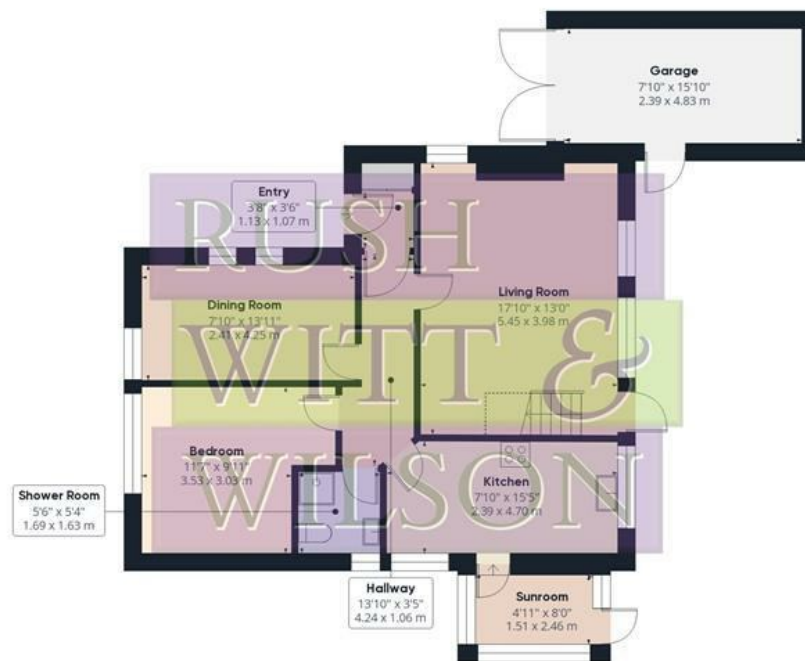 Garage
7'10" x 15'10"
2.39 x 4.83 m
Entry
3'8" x 3'6"
1.13 x 1.07 m
RUSH
Dining Room
7'10" x 13'11"
2.41 x 4.25 m
Living Room
17'10" x 13'0"
5.45 x 3.98 m
WITT &
Bedroom
11'7" x 9'11"
3.53 x 3.03 m
Kitchen
7'10" x 15'5"
2.39 x 4.70 m
WILSON
Shower Room
5'6" x 5'4"
1.69 x 1.63 m
Hallway
13'10" x 3'5"
4.24 x 1.06 m
Sunroom
4'11" x 8'0"
1.51 x 2.46 m